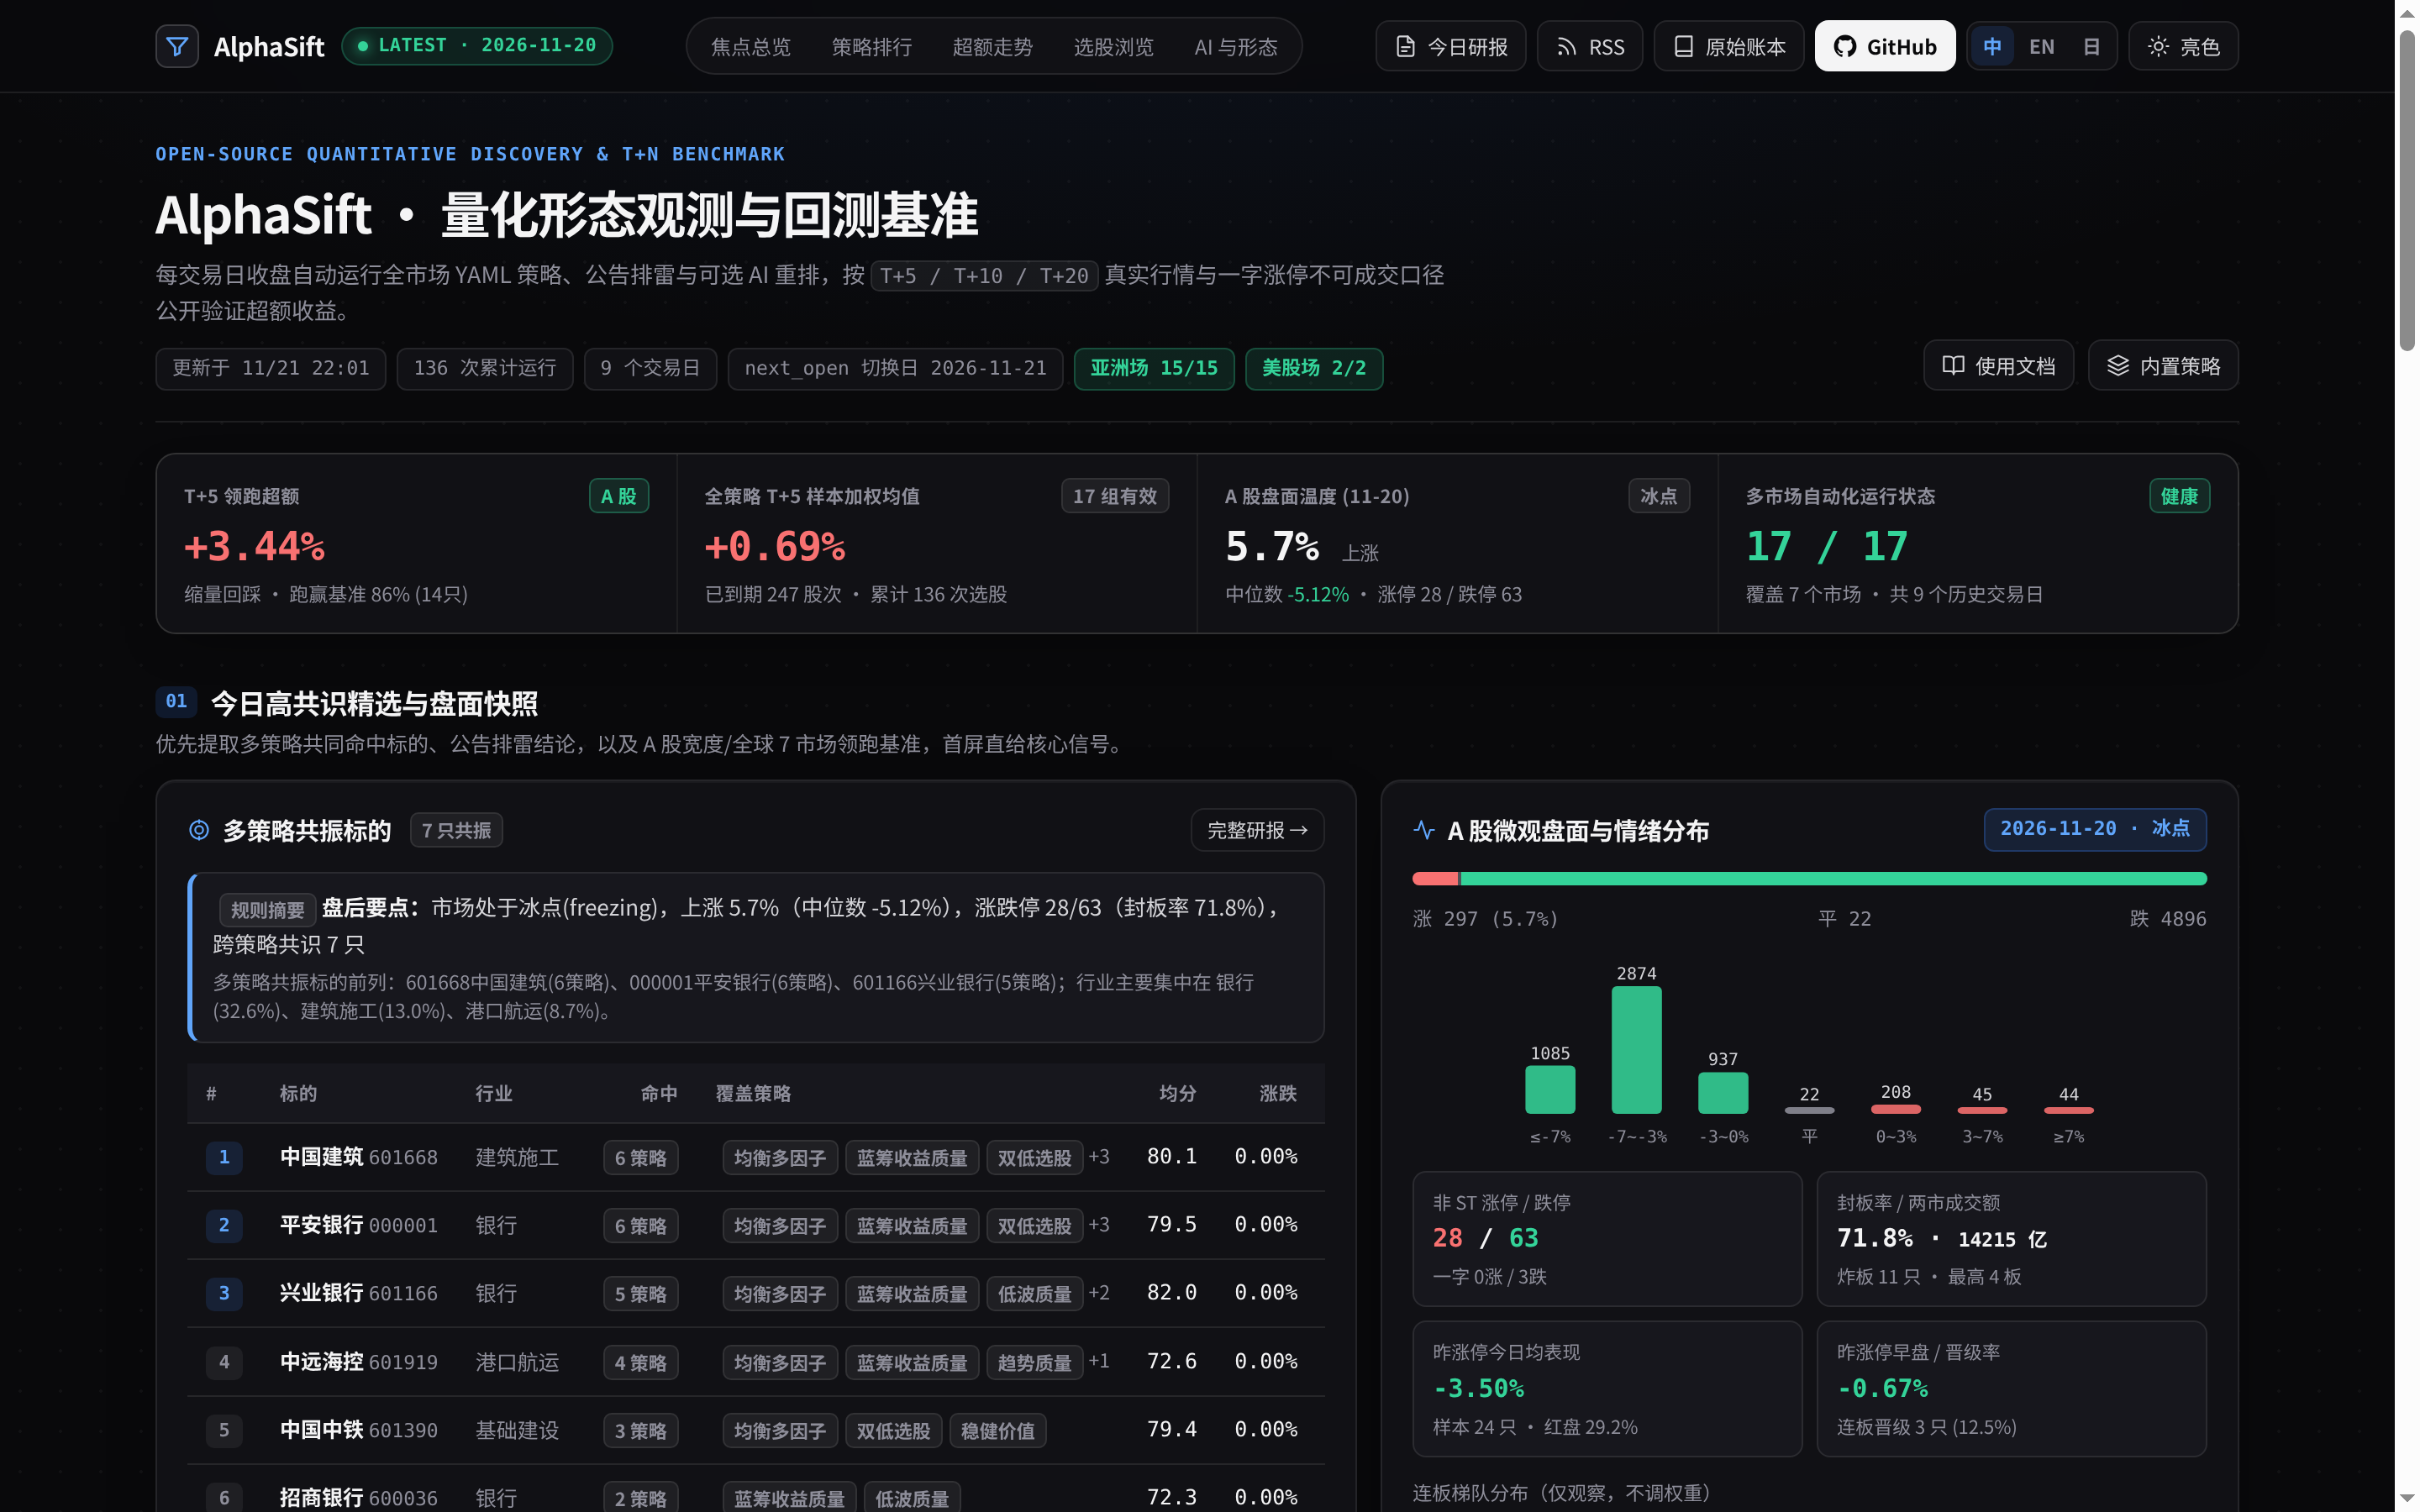 AlphaSift
LATEST · 2026-11-20
焦点总览 策略排行 超额走势 选股浏览 AI 与形态
今日研报 RSS 原始账本 GitHub 中 EN 日 亮色
OPEN-SOURCE QUANTITATIVE DISCOVERY & T+N BENCHMARK
AlphaSift · 量化形态观测与回测基准
每交易日收盘自动运行全市场 YAML 策略、公告排雷与可选 AI 重排，按 T+5 / T+10 / T+20 真实行情与一字涨停不可成交口径
公开验证超额收益。
更新于 11/21 22:01 136 次累计运行 9 个交易日 next_open 切换日 2026-11-21 亚洲场 15/15 美股场 2/2
使用文档 内置策略
T+5 领跑超额 A 股
+3.44%
缩量回踩 · 跑赢基准 86% (14只)
全策略 T+5 样本加权均值 17 组有效
+0.69%
已到期 247 股次 · 累计 136 次选股
A 股盘面温度 (11-20) 冰点
5.7% 上涨
中位数 -5.12% · 涨停 28 / 跌停 63
多市场自动化运行状态 健康
17 / 17
覆盖 7 个市场 · 共 9 个历史交易日
01 今日高共识精选与盘面快照
优先提取多策略共同命中标的、公告排雷结论，以及 A 股宽度/全球 7 市场领跑基准，首屏直给核心信号。
多策略共振标的 7 只共振 完整研报 →
规则摘要 盘后要点：市场处于冰点(freezing)，上涨 5.7%（中位数 -5.12%），涨跌停 28/63（封板率 71.8%），
跨策略共识 7 只
多策略共振标的前列：601668中国建筑(6策略)、000001平安银行(6策略)、601166兴业银行(5策略)；行业主要集中在 银行
(32.6%)、建筑施工(13.0%)、港口航运(8.7%)。
# 标的 行业 命中 覆盖策略 均分 涨跌
1 中国建筑 601668 建筑施工 6 策略 均衡多因子 蓝筹收益质量 双低选股 +3 80.1 0.00%
2 平安银行 000001 银行 6 策略 均衡多因子 蓝筹收益质量 双低选股 +3 79.5 0.00%
3 兴业银行 601166 银行 5 策略 均衡多因子 蓝筹收益质量 低波质量 +2 82.0 0.00%
4 中远海控 601919 港口航运 4 策略 均衡多因子 蓝筹收益质量 趋势质量 +1 72.6 0.00%
5 中国中铁 601390 基础建设 3 策略 均衡多因子 双低选股 稳健价值 79.4 0.00%
6 招商银行 600036 银行 2 策略 蓝筹收益质量 低波质量 72.3 0.00%
A 股微观盘面与情绪分布 2026-11-20 · 冰点
涨 297 (5.7%) 平 22 跌 4896
1085 2874 937 22 208 45 44
≤-7% -7~-3% -3~0% 平 0~3% 3~7% ≥7%
非 ST 涨停 / 跌停
28 / 63
一字 0涨 / 3跌
封板率 / 两市成交额
71.8% · 14215 亿
炸板 11 只 · 最高 4 板
昨涨停今日均表现
-3.50%
样本 24 只 · 红盘 29.2%
昨涨停早盘 / 晋级率
-0.67%
连板晋级 3 只 (12.5%)
连板梯队分布（仅观察，不调权重）